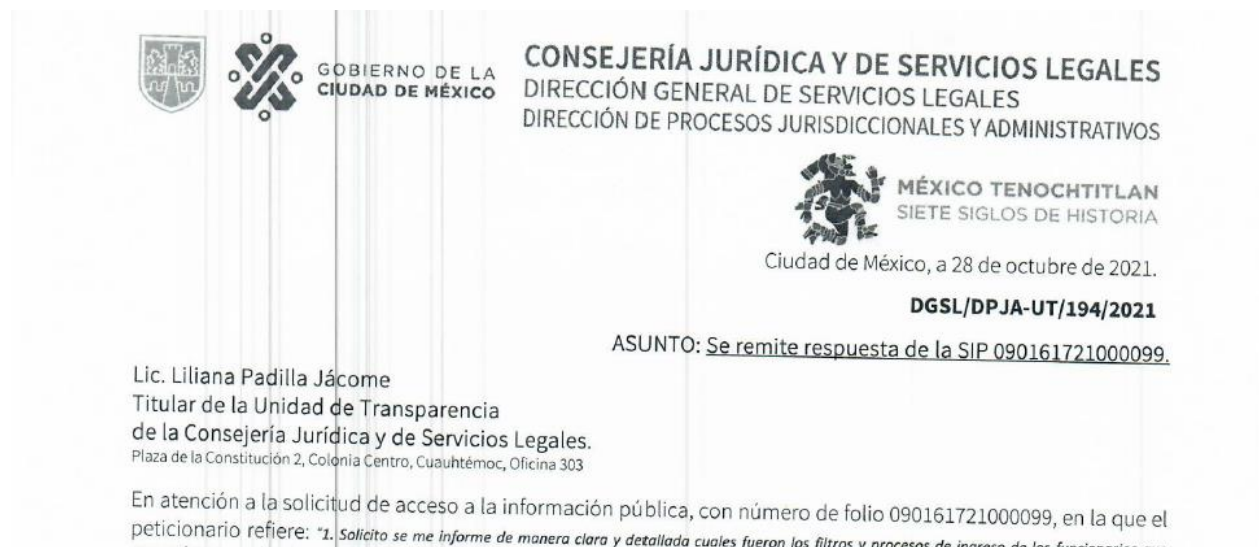 GOBIERNO DE LA
CIUDAD DE MÉXICO
CONSEJERÍA JURÍDICA Y DE SERVICIOS LEGALES
DIRECCIÓN GENERAL DE SERVICIOS LEGALES
DIRECCIÓN DE PROCESOS JURISDICCIONALES Y ADMINISTRATIVOS
MÉXICO TENOCHTITLAN
SIETE SIGLOS DE HISTORIA
Ciudad de México, a 28 de octubre de 2021.
DGSL/DPJA-UT/194/2021
ASUNTO: Se remite respuesta de la SIP 090161721000099.
Lic. Liliana Padilla Jácome
Titular de la Unidad de Transparencia
de la Consejería Jurídica y de Servicios Legales.
Plaza de la Constitución 2, Colonia Centro, Cuauhtémoc, Oficina 303
En atención a la solicitud de acceso a la información pública, con número de folio 090161721000099, en la que el
peticionario refiere: "1. Solicito se me informe de manera clara y detallada cuales fueron los filtros y procesos de ingreso de los funcionarios